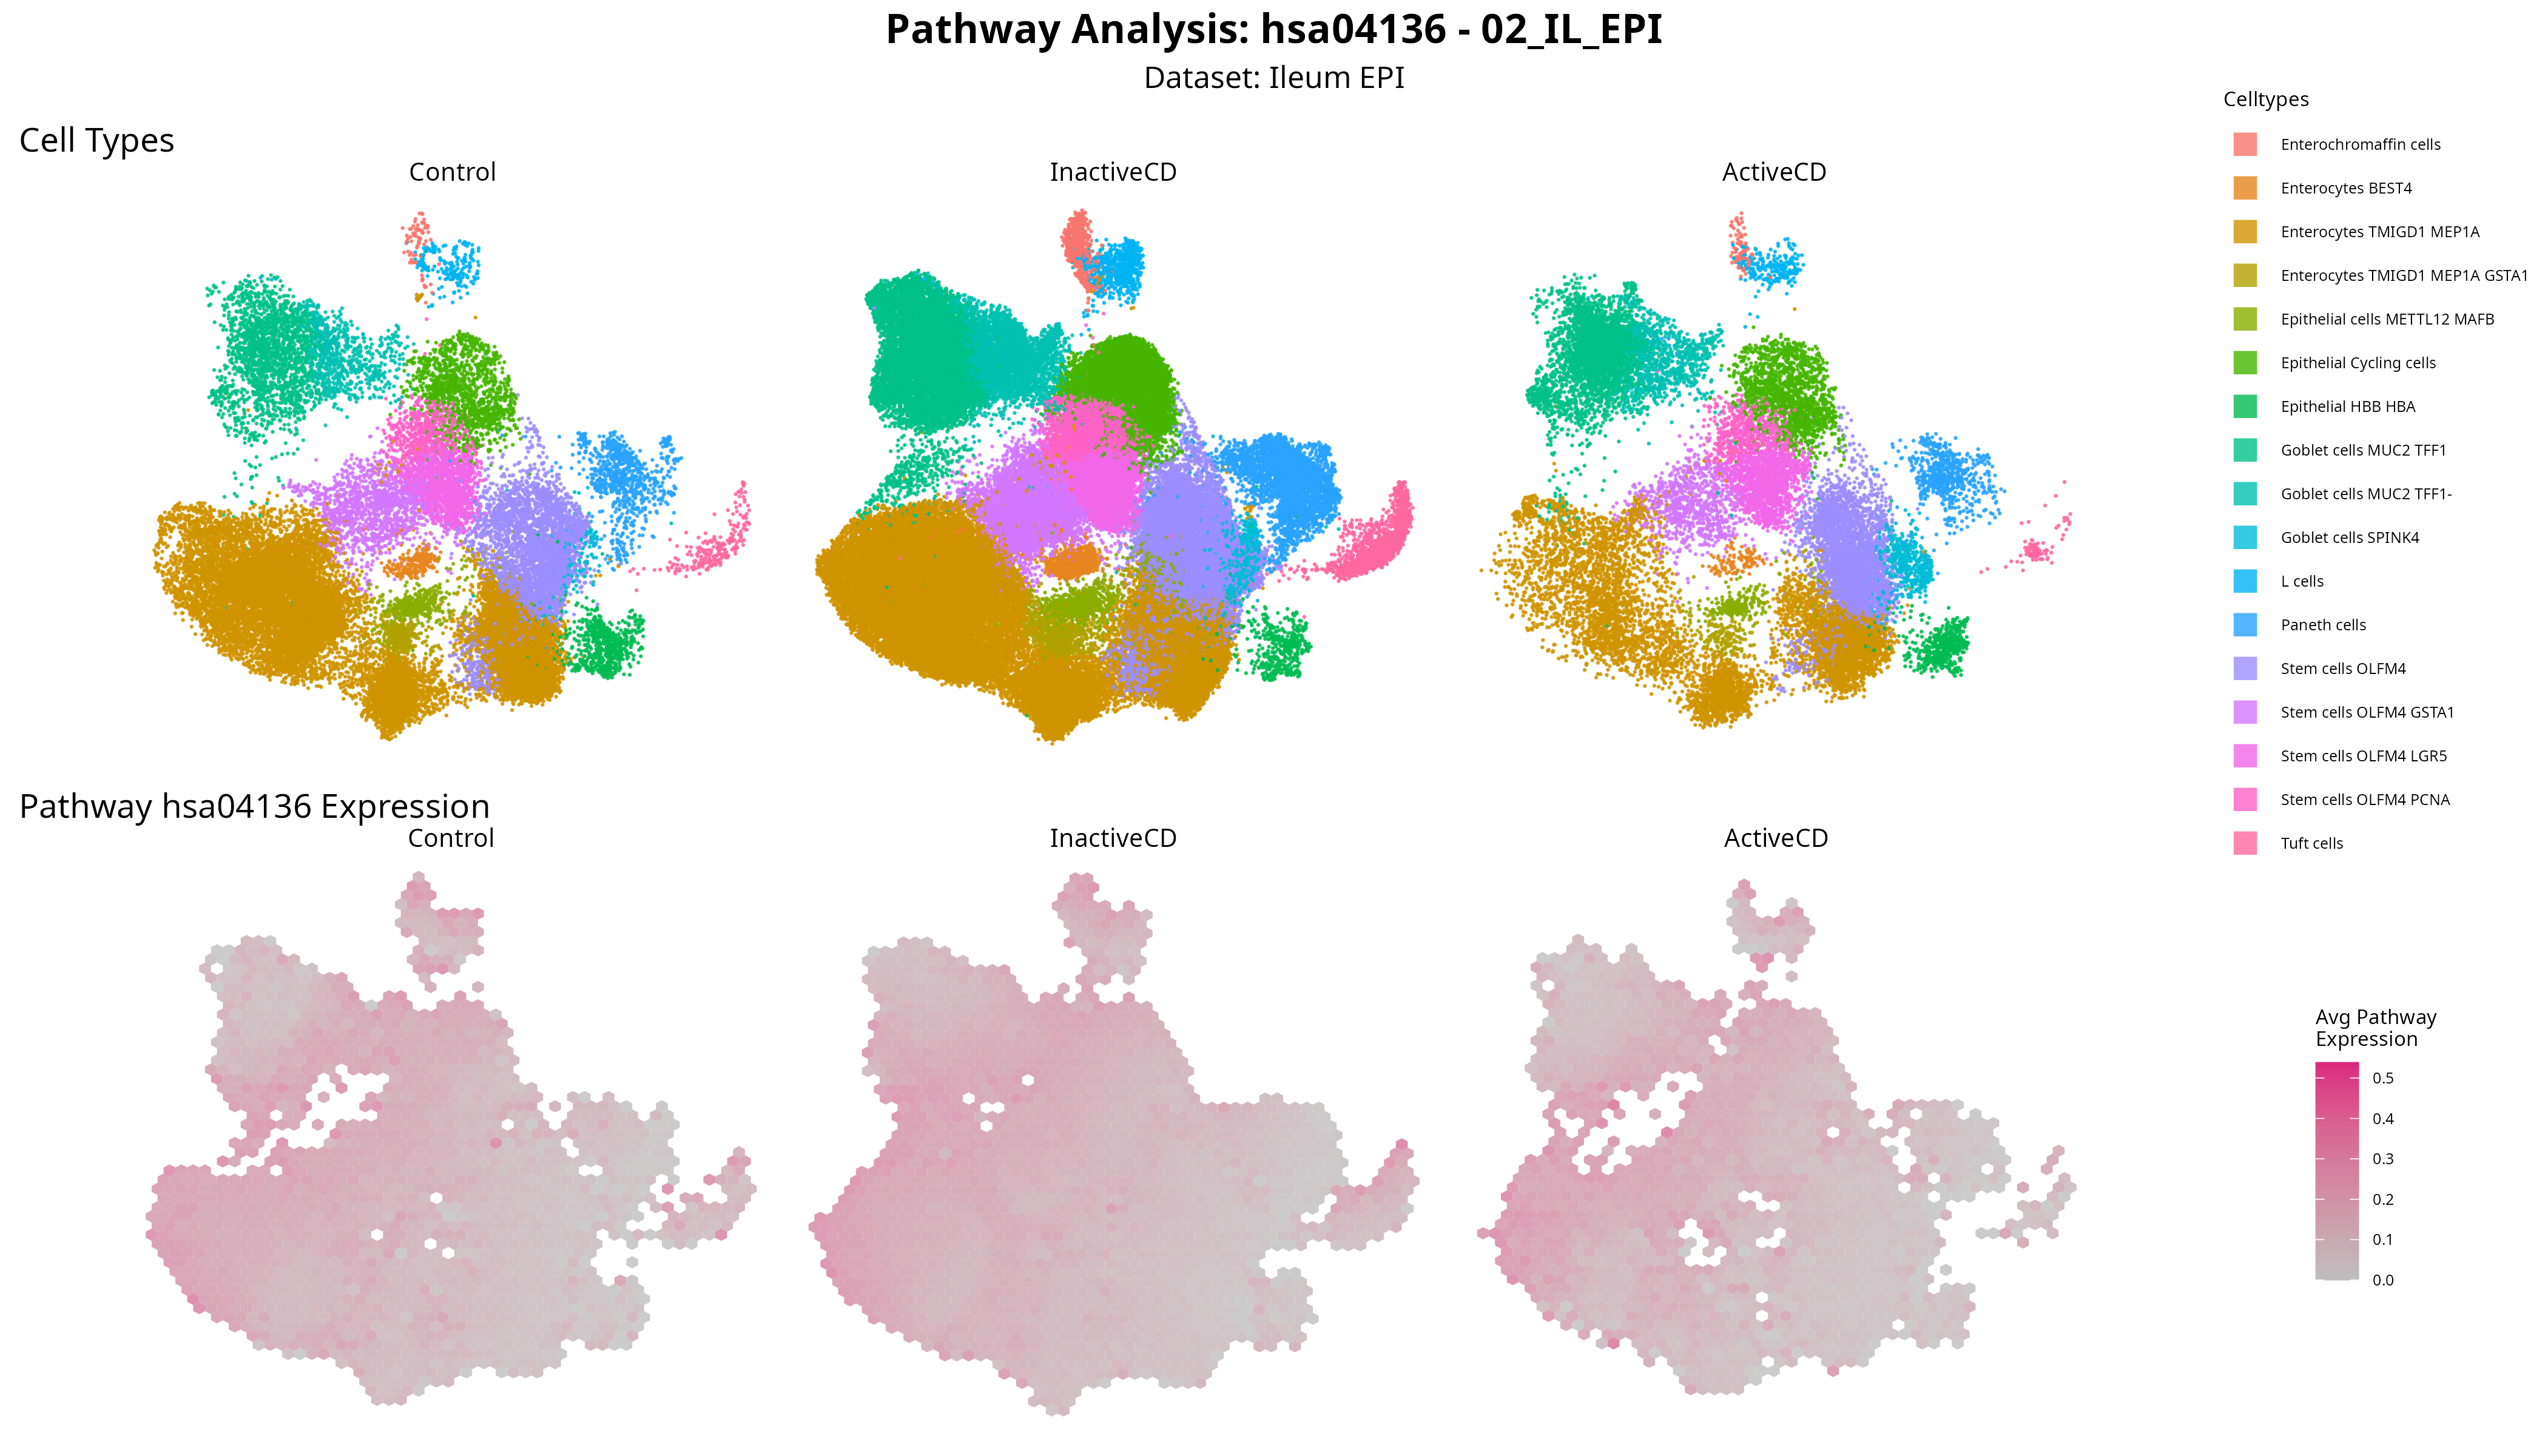 Pathway Analysis: hsa04136 - 02_IL_EPI
Dataset: Ileum EPI
Cell Types
Control
InactiveCD
ActiveCD
Celltypes
Enterochromaffin cells
Enterocytes BEST4
Enterocytes TMIGD1 MEP1A
Enterocytes TMIGD1 MEP1A GSTA1
Epithelial cells METTL12 MAFB
Epithelial Cycling cells
Epithelial HBB HBA
Goblet cells MUC2 TFF1
Goblet cells MUC2 TFF1-
Goblet cells SPINK4
L cells
Paneth cells
Stem cells OLFM4
Stem cells OLFM4 GSTA1
Stem cells OLFM4 LGR5
Stem cells OLFM4 PCNA
Tuft cells
Pathway hsa04136 Expression
Control
InactiveCD
ActiveCD
Avg Pathway
Expression
0.5
0.4
0.3
0.2
0.1
0.0